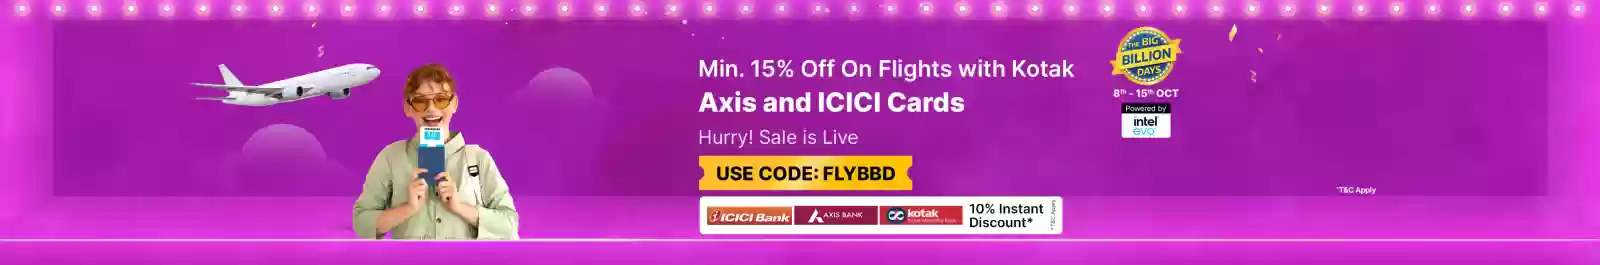 Min. 15% Off On Flights with Kotak
Axis and ICICI Cards
Hurry! Sale is Live
USE CODE: FLYBBD
ICICI Bank
AXIS BANK
kotak
10% Instant
Discount*
*T&C Apply
THE BIG
BILLION
DAYS
8th - 15th OCT
Powered by
intel
evo
*T&C Apply